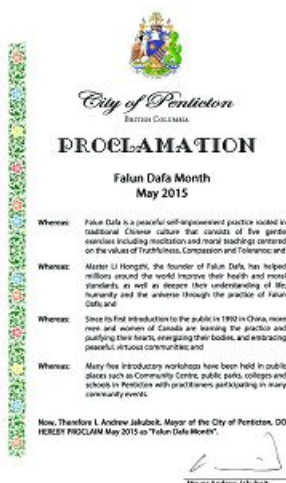 City of Penticton
BRITISH COLUMBIA
PROCLAMATION
Falun Dafa Month
May 2015
Whereas: Falun Dafa is a peaceful self-improvement practice rooted in
traditional Chinese culture that consists of five gentle
exercises including meditation and moral teachings centered
on the values of Truthfulness, Compassion and Tolerance; and
Whereas: Master Li Hongzhi, the founder of Falun Dafa, has helped
millions around the world improve their health and moral
standards, as well as deepen their understanding of life,
humanity and the universe through the practice of Falun
Dafa; and
Whereas: Since its first introduction to the public in 1992 in China, more
men and women of Canada are learning the practice and
purifying their hearts, energizing their bodies, and embracing
peaceful, virtuous communities; and
Whereas: Many free introductory workshops have been held in public
places such as Community Centre, public parks, colleges and
schools in Penticton with practitioners participating in many
community events.
Now, Therefore I, Andrew Jakubeit, Mayor of the City of Penticton, DO
HEREBY PROCLAIM May 2015 as "Falun Dafa Month".
Mayor Andrew Jakubeit